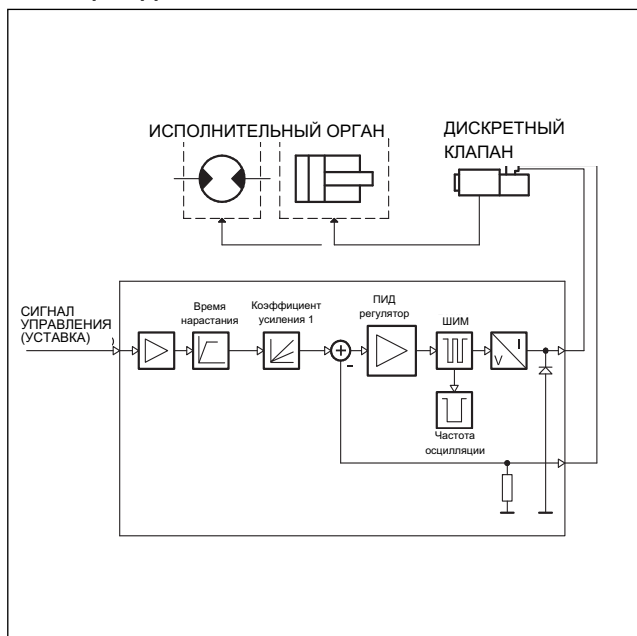 ИСПОЛНИТЕЛЬНЫЙ ОРГАН
ДИСКРЕТНЫЙ
КЛАПАН
СИГНАЛ
УПРАВЛЕНИЯ
(УСТАВКА)
Время
нарастания
Коэффициент
усиления 1
ПИД
регулятор
ШИМ
V I
Частота
осцилляции